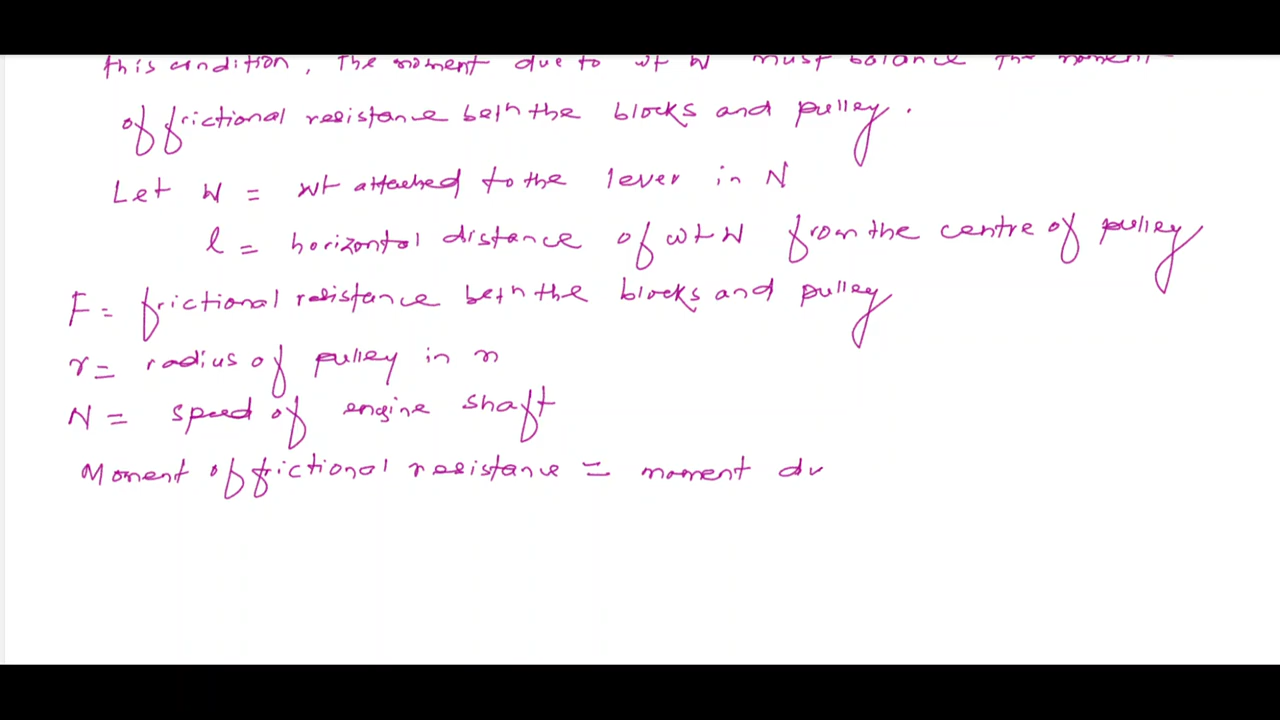 this condition, The moment due to wt W must balance the moment
of frictional resistance betn the blocks and pulley.
Let W = wt attached to the lever in N
l = horizontal distance of wt W from the centre of pulley
F = frictional resistance betn the blocks and pulley
r = radius of pulley in m
N = speed of engine shaft
Moment of frictional resistance = moment du